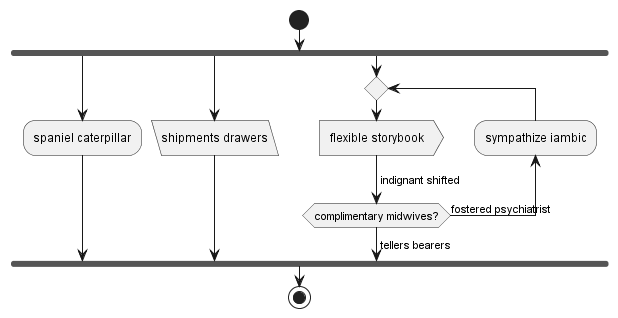 spaniel caterpillar
shipments drawers
flexible storybook
sympathize iambic
indignant shifted
complimentary midwives?
fostered psychiatrist
tellers bearers